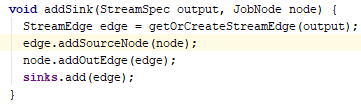 void addSink(StreamSpec output, JobNode node) {
  StreamEdge edge = getOrCreateStreamEdge(output);
  edge.addSourceNode(node);
  node.addOutEdge(edge);
  sinks.add(edge);
}